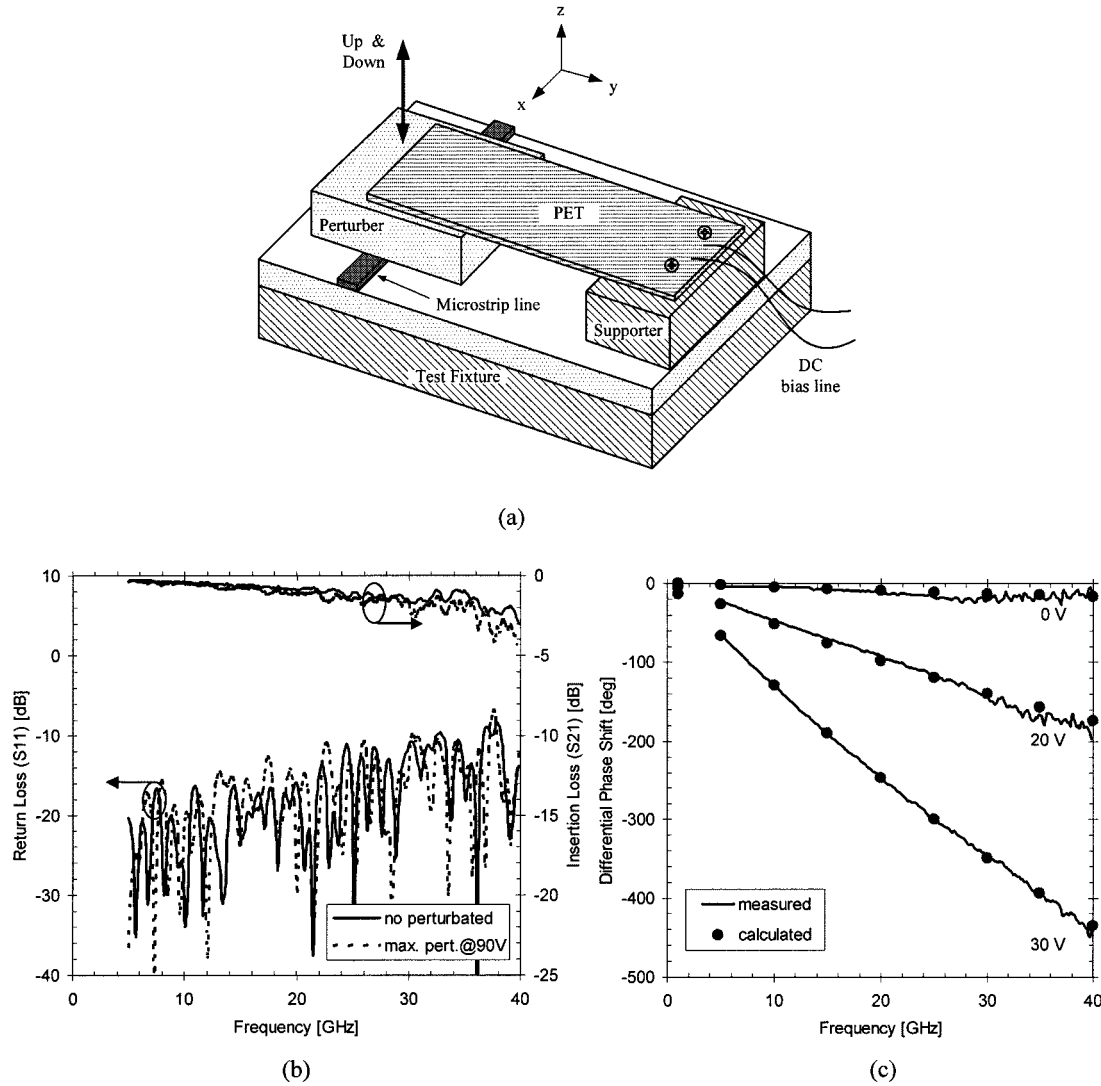 z
Up &
Down
y
x
PET
Perturber
Microstrip line
Supporter
Test Fixture
DC
bias line
(a)
10
0
-10
-20
-30
-40
Return Loss (S11) [dB]
0
-5
-10
-15
-20
-25
Insertion Loss (S21) [dB]
no perturbated
max. pert.@90V
0
10
20
30
40
Frequency [GHz]
(b)
0
-100
-200
-300
-400
-500
Differential Phase Shift [deg]
0 V
20 V
30 V
measured
calculated
0
10
20
30
40
Frequency [GHz]
(c)